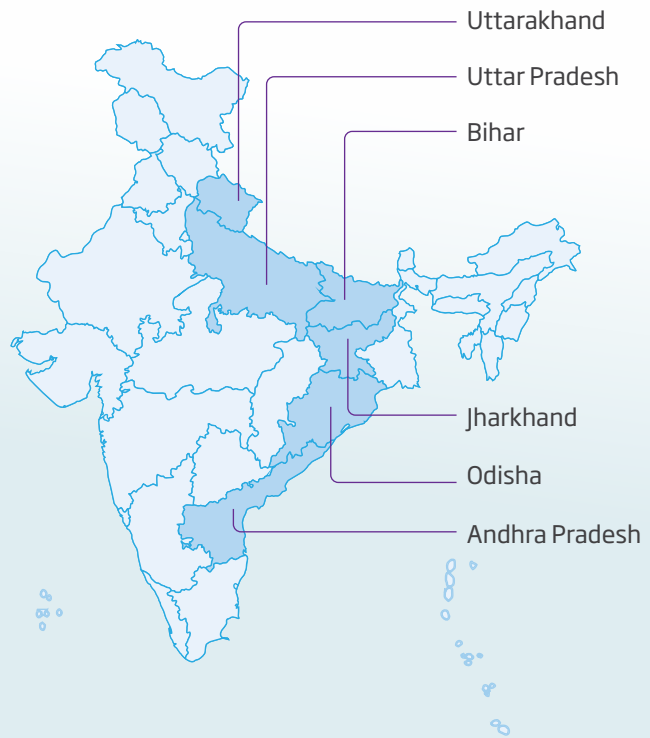 Uttarakhand
Uttar Pradesh
Bihar
Jharkhand
Odisha
Andhra Pradesh